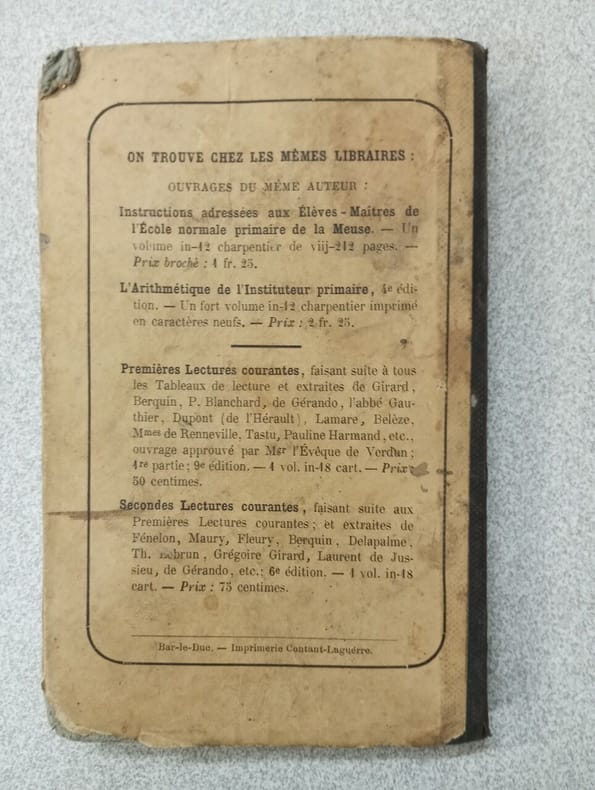 ON TROUVE CHEZ LES MÊMES LIBRAIRES :
OUVRAGES DU MÊME AUTEUR :
Instructions adressées aux Élèves-Maîtres de
l'École normale primaire de la Meuse. — Un
volume in-12 charpentier de viij-212 pages. —
Prix broché : 1 fr. 25.
L'Arithmétique de l'Instituteur primaire, 4e édi-
tion. — Un fort volume in-12 charpentier imprimé
en caractères neufs. — Prix : 2 fr. 25.
Premières Lectures courantes, faisant suite à tous
les Tableaux de lecture et extraites de Girard,
Berquin, P. Blanchard, de Gérando, l'abbé Gau-
thier, Dupont (de l'Hérault), Lamare, Belèze,
Mmes de Renneville, Tastu, Pauline Harmand, etc.,
ouvrage approuvé par Mgr l'Évêque de Verdun ;
1re partie ; 9e édition. — 1 vol. in-18 cart. — Prix :
50 centimes.
Secondes Lectures courantes, faisant suite aux
Premières Lectures courantes ; et extraites de
Fénelon, Maury, Fleury, Berquin, Delapalme,
Th. Lebrun, Grégoire Girard, Laurent de Jus-
sieu, de Gérando, etc.; 6e édition. — 1 vol. in-18
cart. — Prix : 75 centimes.
Bar-le-Duc. — Imprimerie Contant-Laguerre.